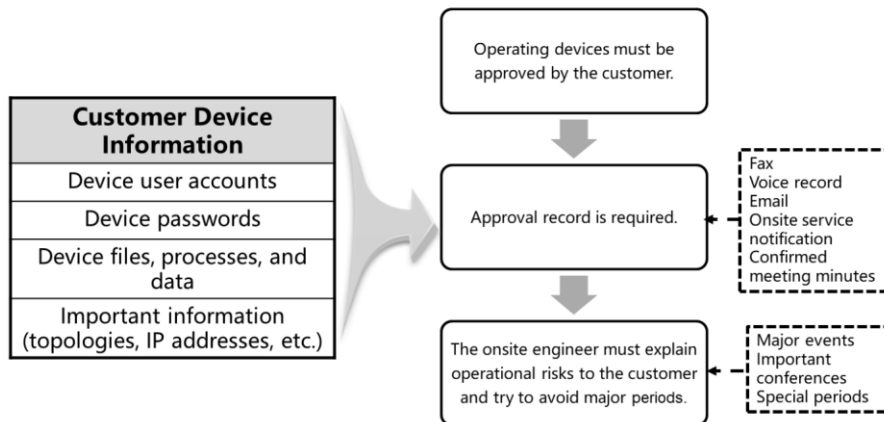 Customer Device
Information
Device user accounts
Device passwords
Device files, processes, and
data
Important information
(topologies, IP addresses, etc.)
Operating devices must be
approved by the customer.
Approval record is required.
Fax
Voice record
Email
Onsite service
notification
Confirmed
meeting minutes
The onsite engineer must explain
operational risks to the customer
and try to avoid major periods.
Major events
Important
conferences
Special periods